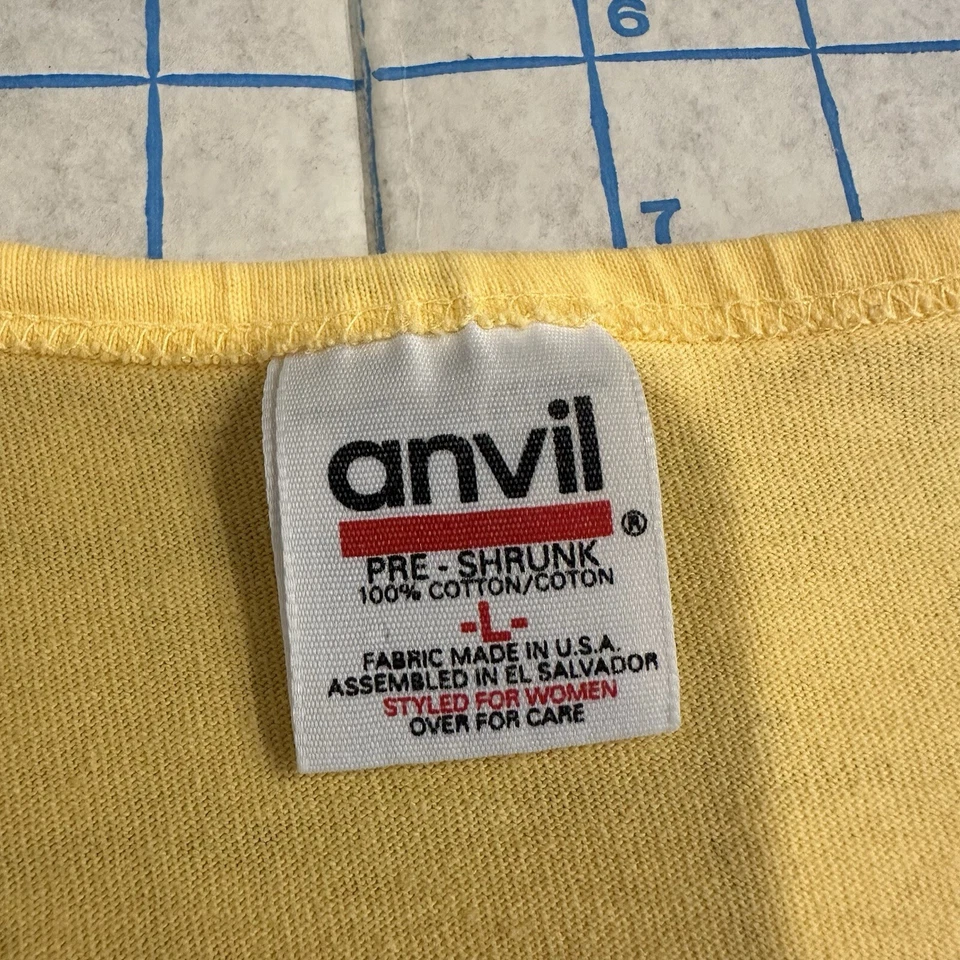 6
7
anvil
®
PRE - SHRUNK
100% COTTON/COTON
-L-
FABRIC MADE IN U.S.A.
ASSEMBLED IN EL SALVADOR
STYLED FOR WOMEN
OVER FOR CARE